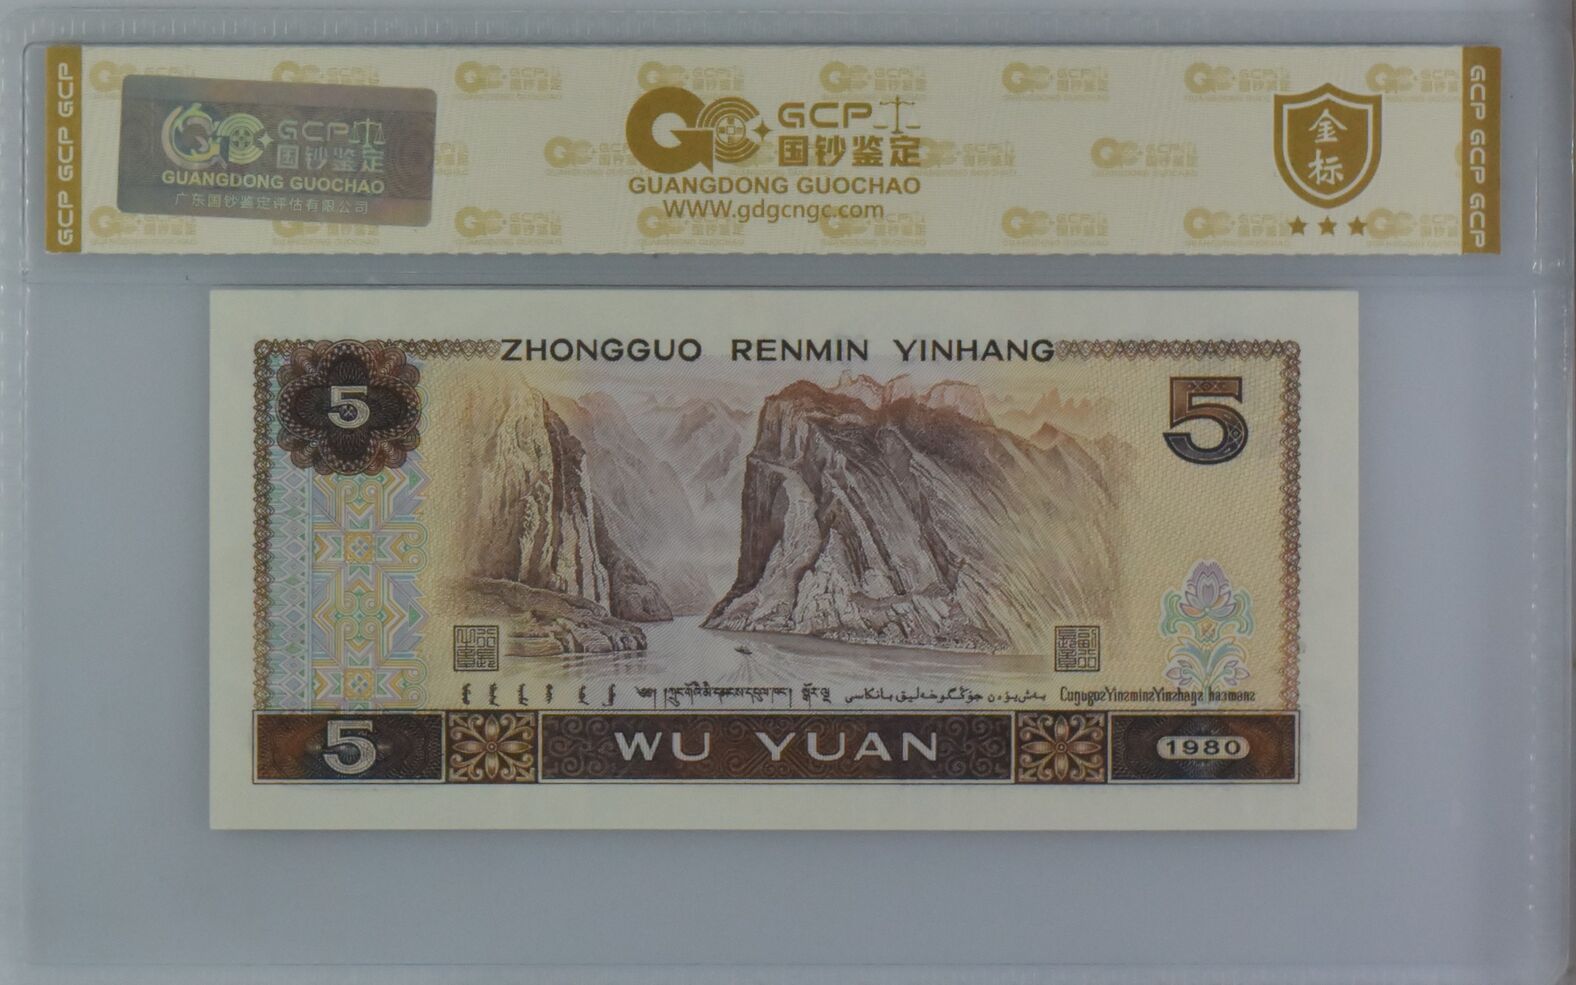 GCP GCP GCP
GCP 国钞鉴定
GUANGDONG GUOCHAO
广东国钞鉴定评估有限公司
GCP
国钞鉴定
GUANGDONG GUOCHAO
www.gdgcngc.com
金标
GCP GCP GCP
ZHONGGUO RENMIN YINHANG
5
5
5
WU YUAN
1980